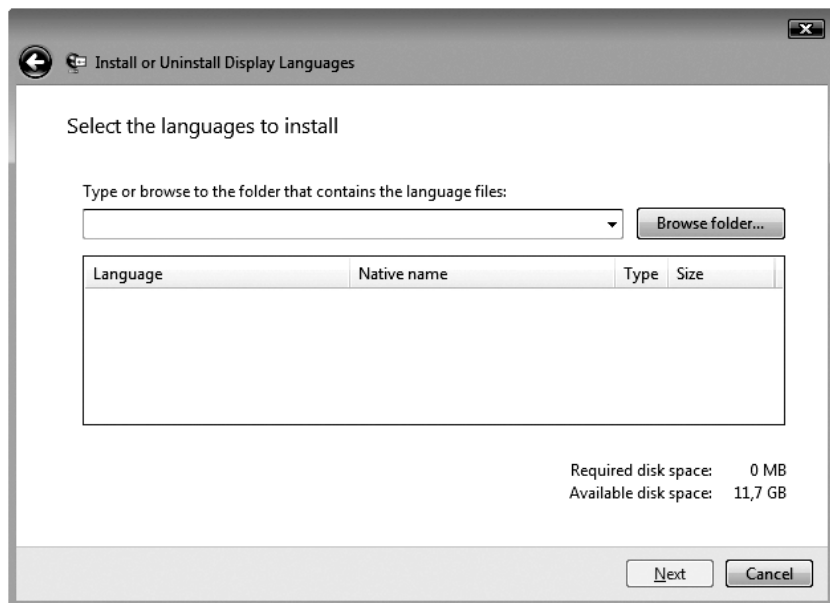 Install or Uninstall Display Languages
Select the languages to install
Type or browse to the folder that contains the language files:
Browse folder...
Language Native name Type Size
Required disk space: 0 MB
Available disk space: 11,7 GB
Next Cancel